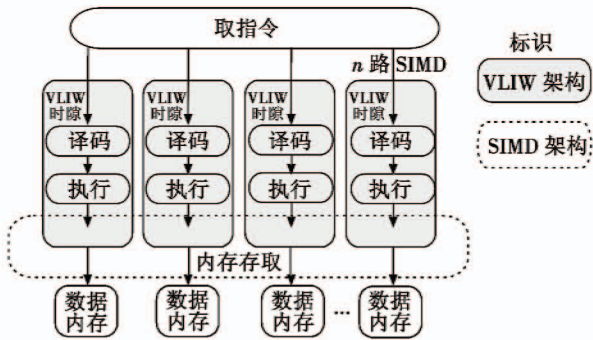 取指令
n 路 SIMD
标识
VLIW 架构
SIMD 架构
VLIW
时隙
译码
执行
VLIW
时隙
译码
执行
VLIW
时隙
译码
执行
VLIW
时隙
译码
执行
内存存取
数据
内存
数据
内存
数据
内存
...
数据
内存